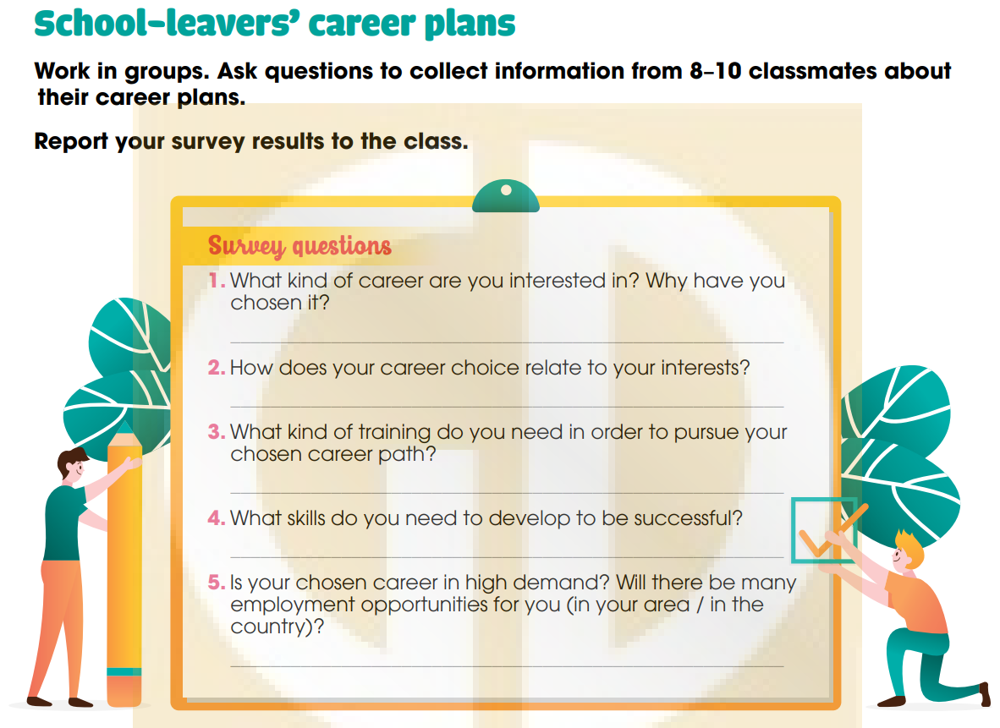 School-leavers' career plans
Work in groups. Ask questions to collect information from 8–10 classmates about
their career plans.
Report your survey results to the class.
Survey questions
1. What kind of career are you interested in? Why have you
chosen it?
2. How does your career choice relate to your interests?
3. What kind of training do you need in order to pursue your
chosen career path?
4. What skills do you need to develop to be successful?
5. Is your chosen career in high demand? Will there be many
employment opportunities for you (in your area / in the
country)?